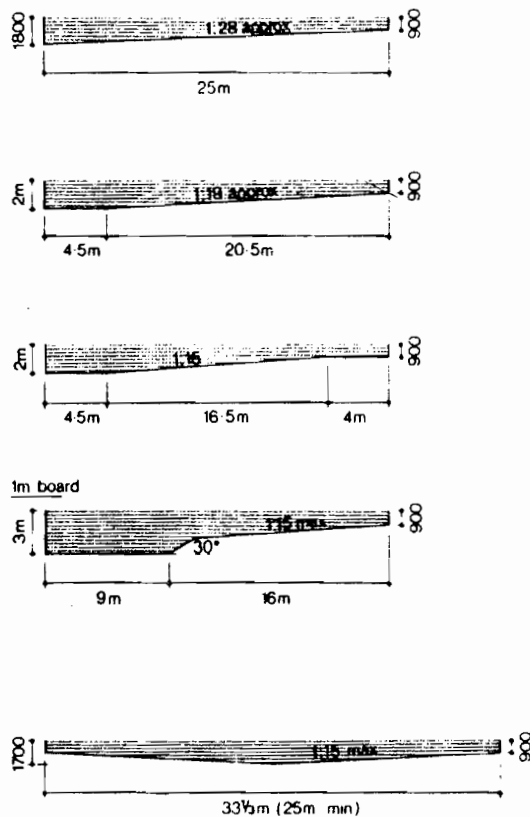 1800
1:28 approx
900
25m
2m
1:19 approx
900
4·5m
20·5m
2m
1:15
900
4·5m
16·5m
4m
1m board
3m
1:15 max
900
30°
9m
16m
1700
1:15 max
900
33⅓m (25m min)